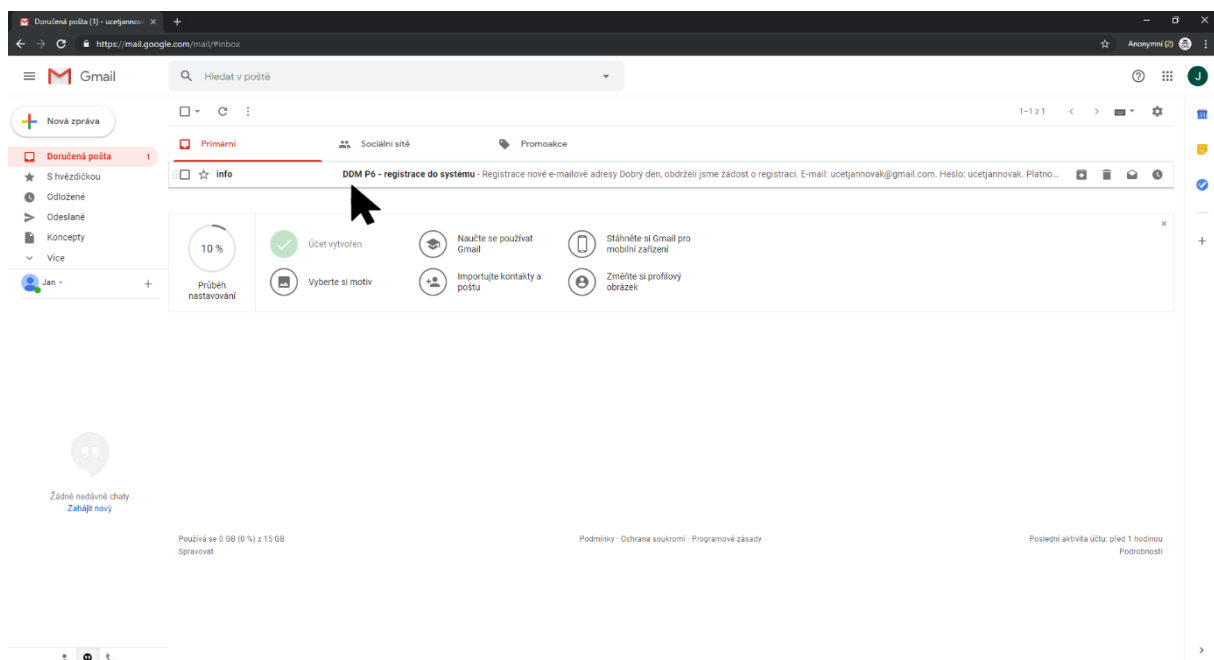 Doručená pošta (1) - ucetjannov
https://mail.google.com/mail/#inbox
Anonymní (2)
Gmail
Hledat v poště
J
Nová zpráva
1–1 z 1
31
Primární
Sociální sítě
Promoakce
Doručená pošta 1
info DDM P6 - registrace do systému - Registrace nové e-mailové adresy Dobrý den, obdrželi jsme žádost o registraci. E-mail: ucetjannovak@gmail.com. Heslo: ucetjannovak. Platno...
S hvězdičkou
Odložené
Odeslané
Koncepty
Více
Jan
10 %
Průběh
nastavování
Účet vytvořen
Naučte se používat
Gmail
Stáhněte si Gmail pro
mobilní zařízení
Vyberte si motiv
Importujte kontakty a
poštu
Změňte si profilový
obrázek
Žádné nedávné chaty
Zahájit nový
Používá se 0 GB (0 %) z 15 GB
Spravovat
Podmínky · Ochrana soukromí · Programové zásady
Poslední aktivita účtu: před 1 hodinou
Podrobnosti